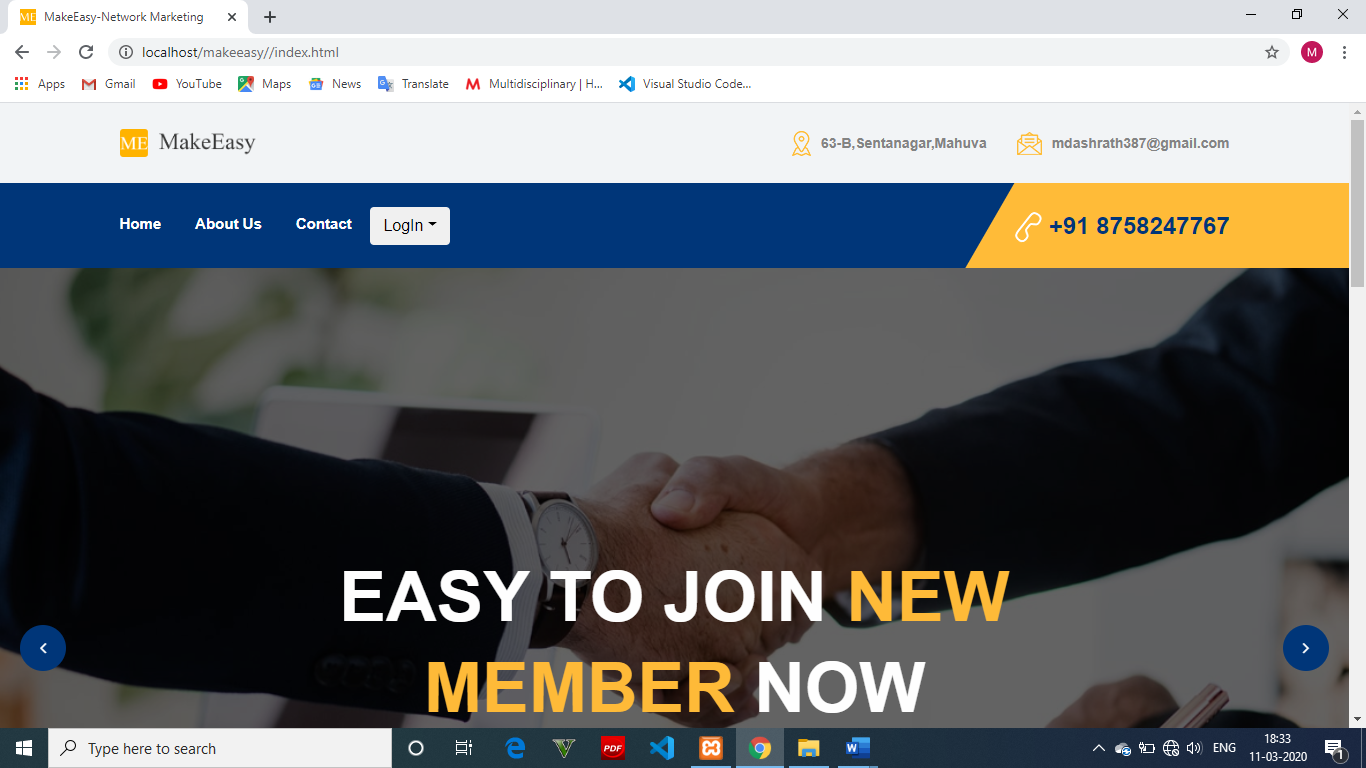 ME MakeEasy-Network Marketing
localhost/makeeasy//index.html
M
Apps Gmail YouTube Maps News Translate Multidisciplinary | H... Visual Studio Code...
ME MakeEasy 63-B,Sentanagar,Mahuva mdashrath387@gmail.com
Home About Us Contact LogIn +91 8758247767
EASY TO JOIN NEW
MEMBER NOW
Type here to search PDF ENG 18:33
11-03-2020 1